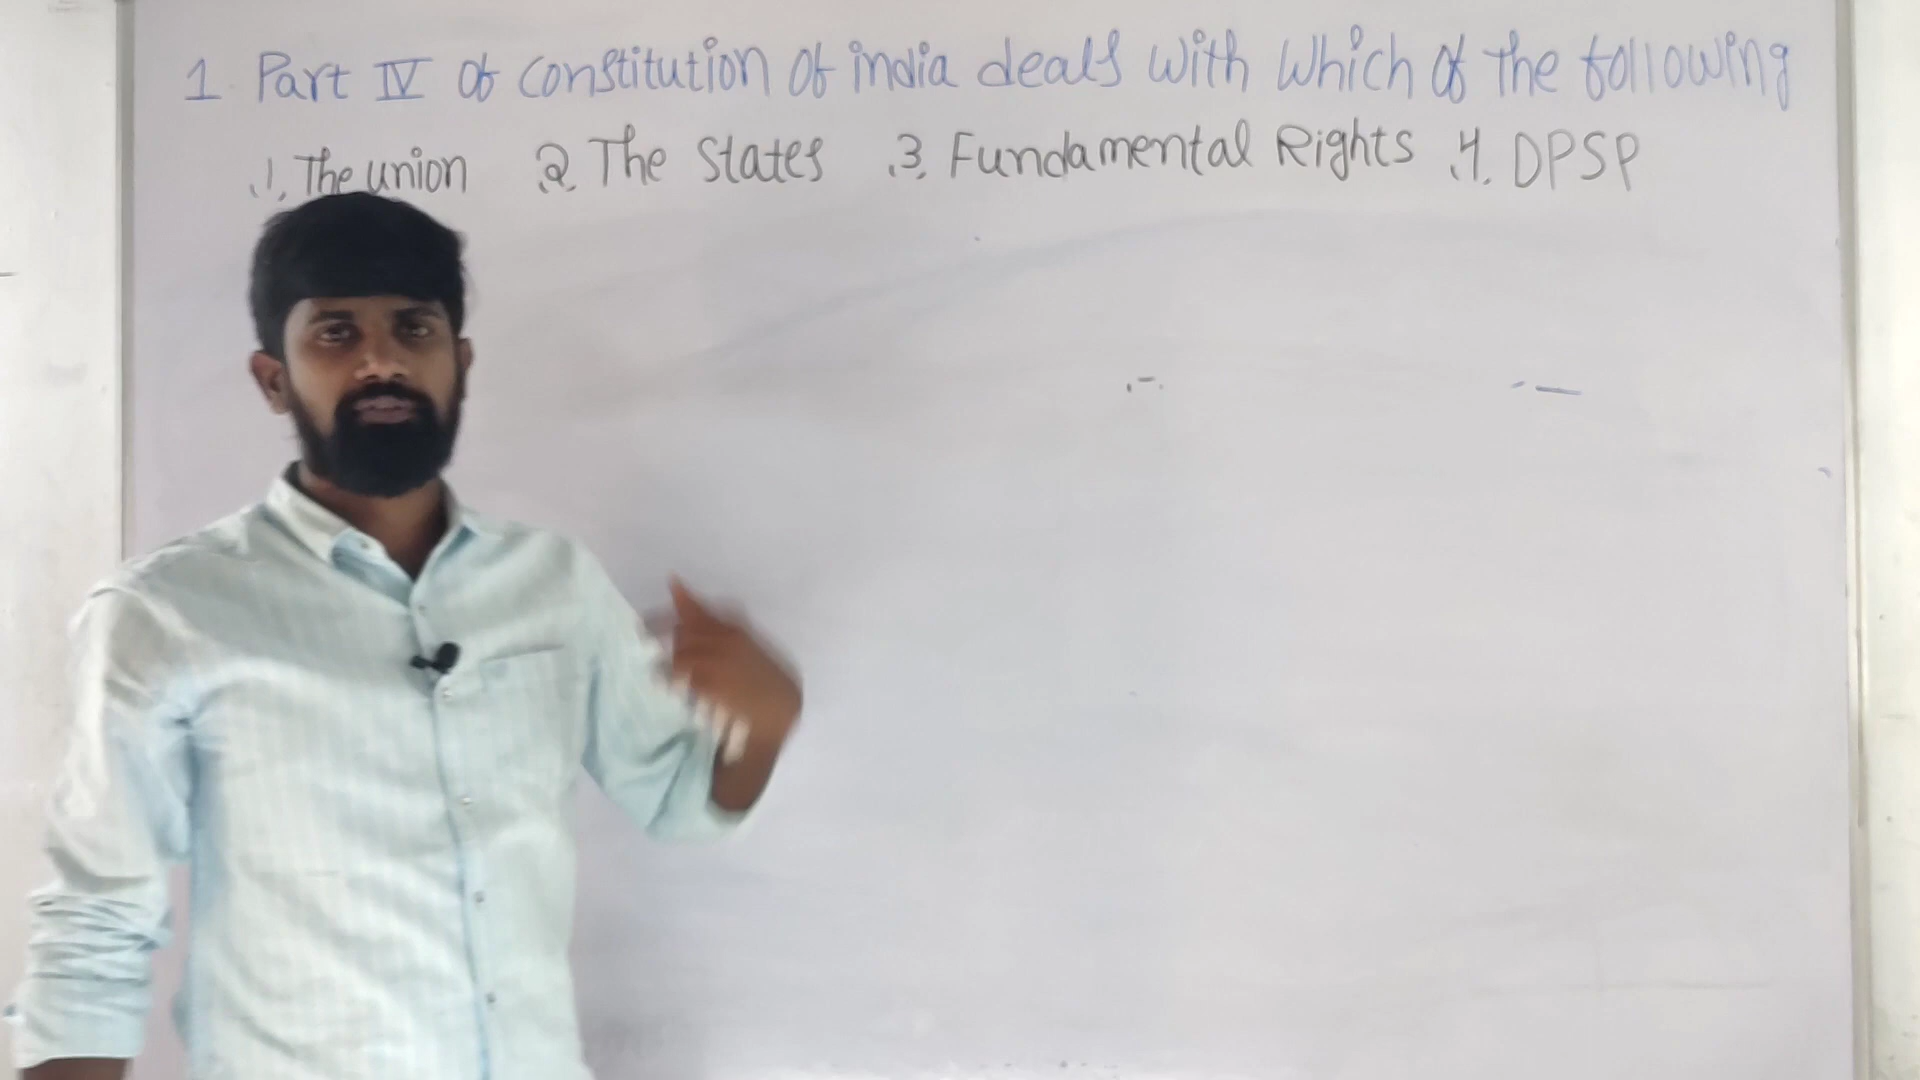 1 Part IV of constitution of india deals with which of the following
.1. The union .2. The States .3. Fundamental Rights .4. DPSP